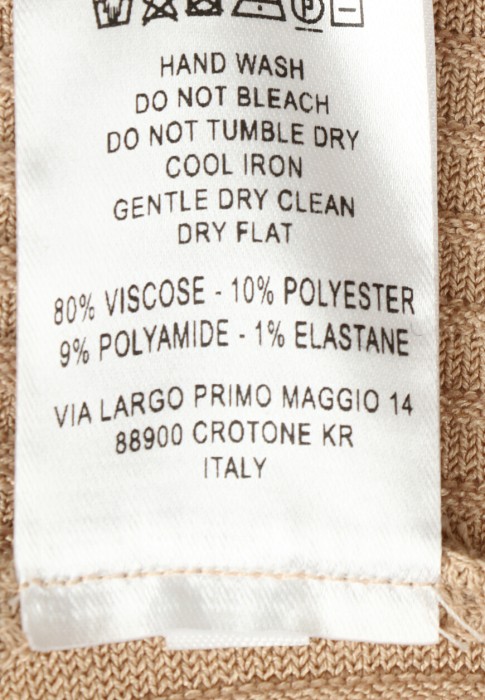 P
HAND WASH
DO NOT BLEACH
DO NOT TUMBLE DRY
COOL IRON
GENTLE DRY CLEAN
DRY FLAT
80% VISCOSE - 10% POLYESTER
9% POLYAMIDE - 1% ELASTANE
VIA LARGO PRIMO MAGGIO 14
88900 CROTONE KR
ITALY